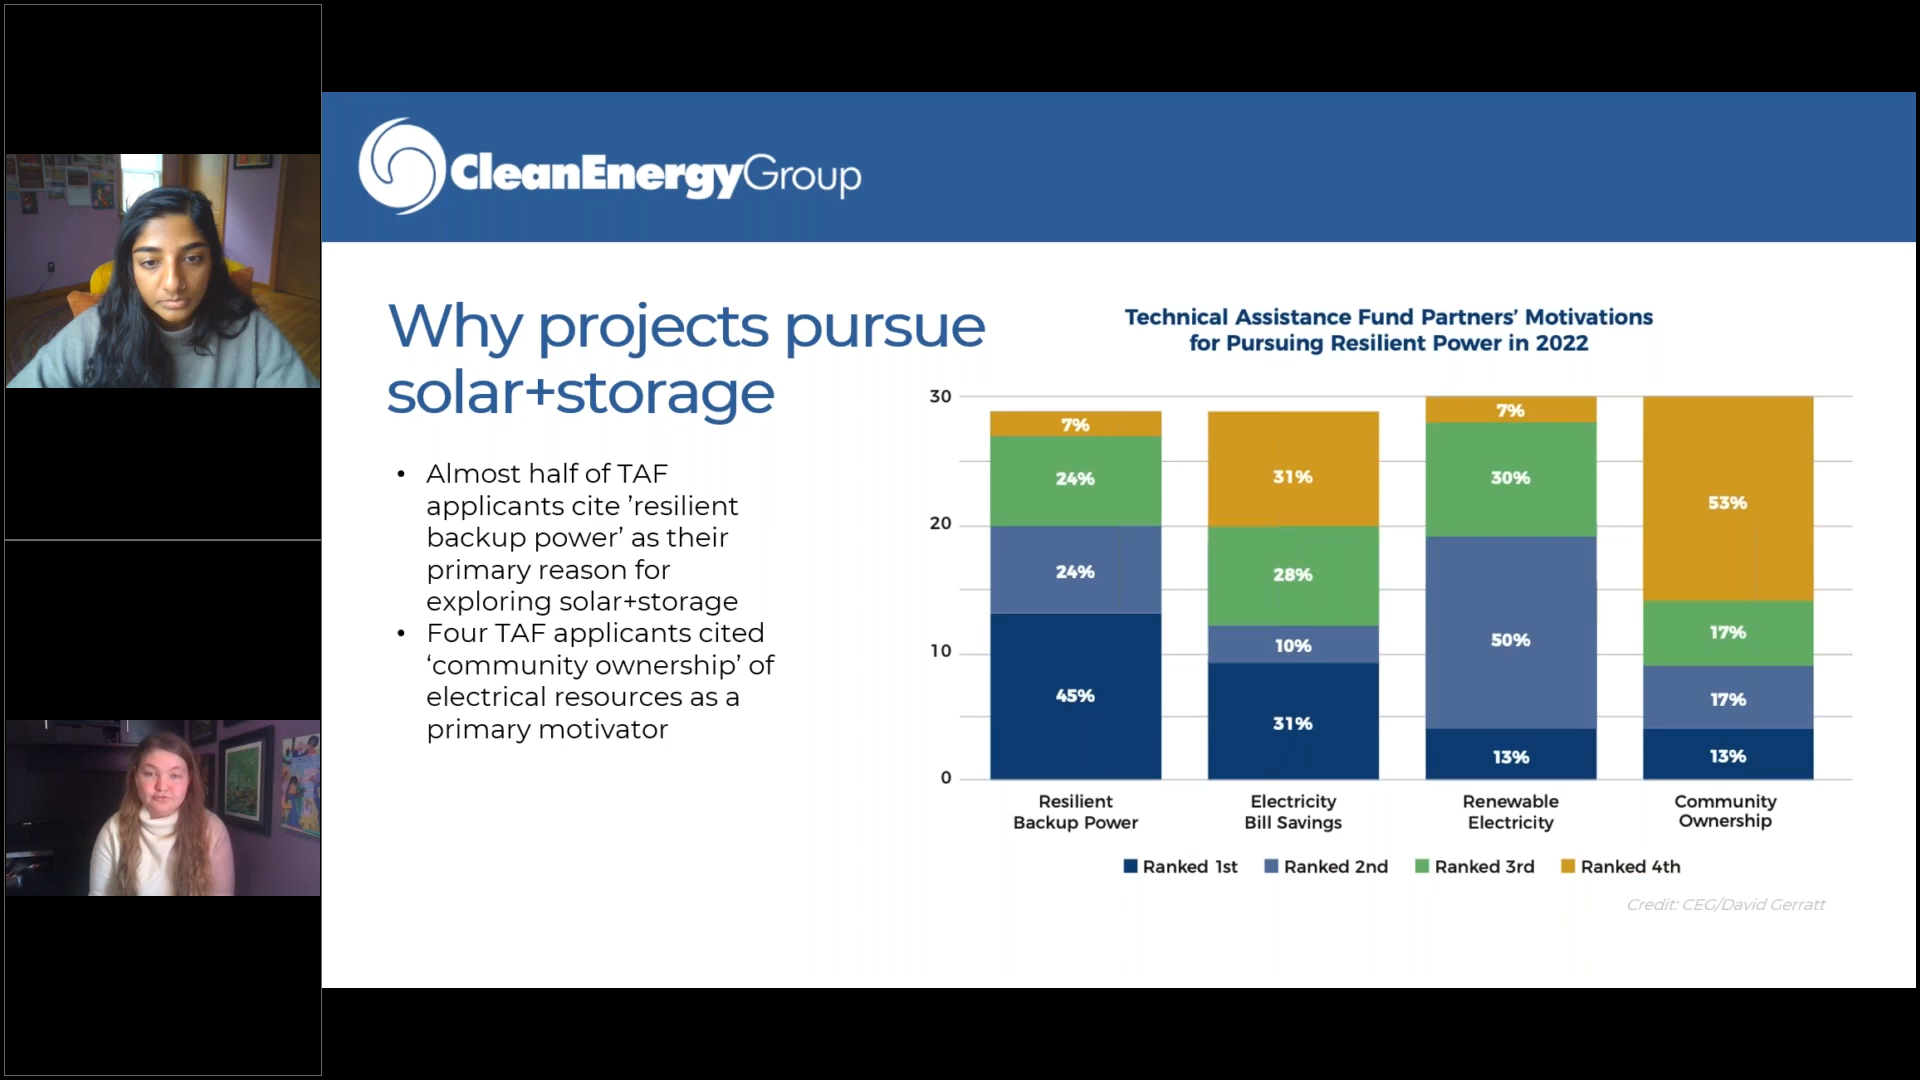 CleanEnergyGroup
Why projects pursue
solar+storage
• Almost half of TAF
applicants cite ’resilient
backup power’ as their
primary reason for
exploring solar+storage
• Four TAF applicants cited
‘community ownership’ of
electrical resources as a
primary motivator
Technical Assistance Fund Partners’ Motivations
for Pursuing Resilient Power in 2022
30
20
10
0
7%
24%
24%
45%
31%
28%
10%
31%
7%
30%
50%
13%
53%
17%
17%
13%
Resilient
Backup Power
Electricity
Bill Savings
Renewable
Electricity
Community
Ownership
Ranked 1st
Ranked 2nd
Ranked 3rd
Ranked 4th
Credit: CEG/David Gerratt